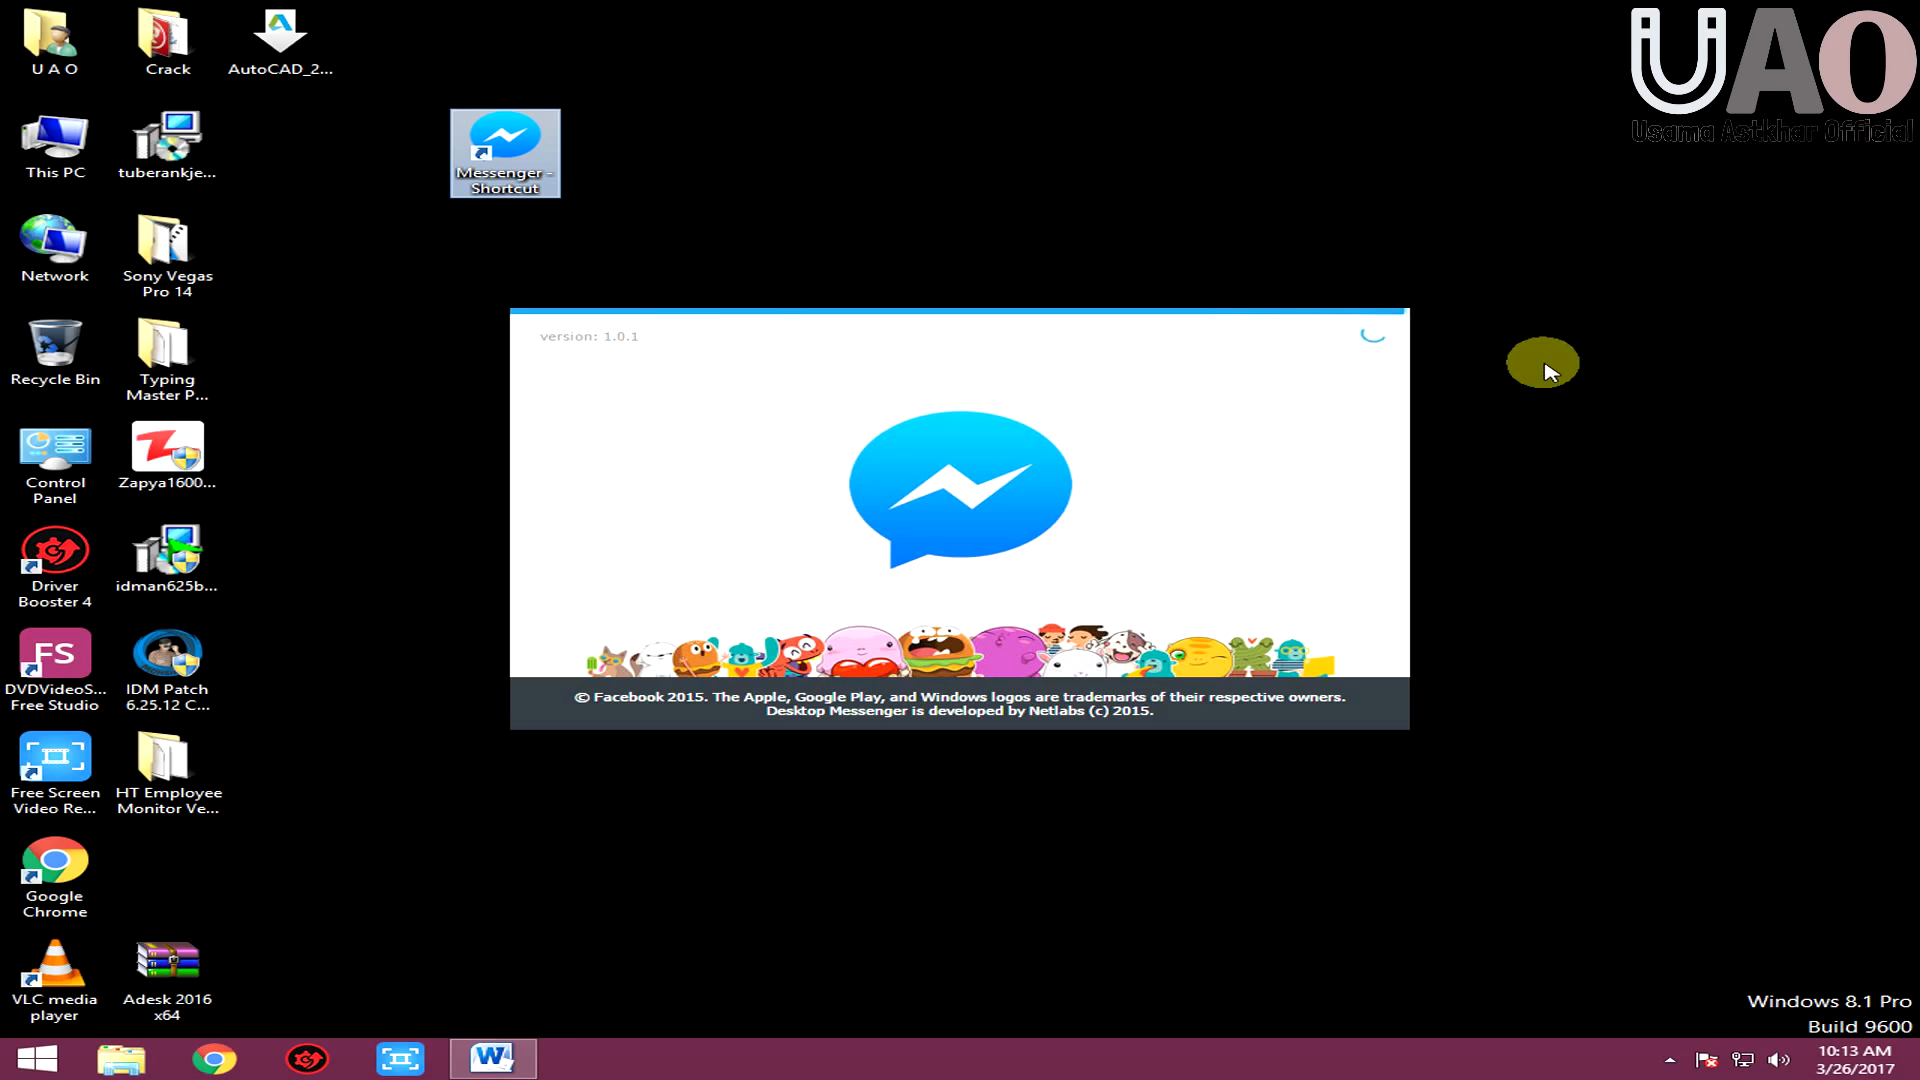 U A O
Crack
AutoCAD_2...
UAO
Usama Astkhar Official
This PC
tuberankje...
Messenger -
Shortcut
Network
Sony Vegas
Pro 14
version: 1.0.1
Recycle Bin
Typing
Master P...
Control
Panel
Zapya1600...
Driver
Booster 4
idman625b...
FS
DVDVideoS...
Free Studio
IDM Patch
6.25.12 C...
© Facebook 2015. The Apple, Google Play, and Windows logos are trademarks of their respective owners.
Desktop Messenger is developed by Netlabs (c) 2015.
Free Screen
Video Re...
HT Employee
Monitor Ve...
Google
Chrome
VLC media
player
Adesk 2016
x64
Windows 8.1 Pro
Build 9600
W
10:13 AM
3/26/2017